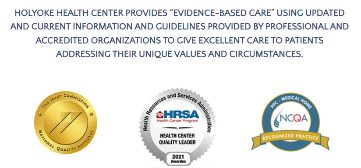 HOLYOKE HEALTH CENTER PROVIDES "EVIDENCE-BASED CARE" USING UPDATED
AND CURRENT INFORMATION AND GUIDELINES PROVIDED BY PROFESSIONAL AND
ACCREDITED ORGANIZATIONS TO GIVE EXCELLENT CARE TO PATIENTS
ADDRESSING THEIR UNIQUE VALUES AND CIRCUMSTANCES.
THE JOINT COMMISSION
NATIONAL QUALITY APPROVAL
Health Resources and Services Administration
HRSA
Health Center Program
HEALTH CENTER
QUALITY LEADER
2021
Awardee
PPC - MEDICAL HOME
NCQA
RECOGNIZED PRACTICE